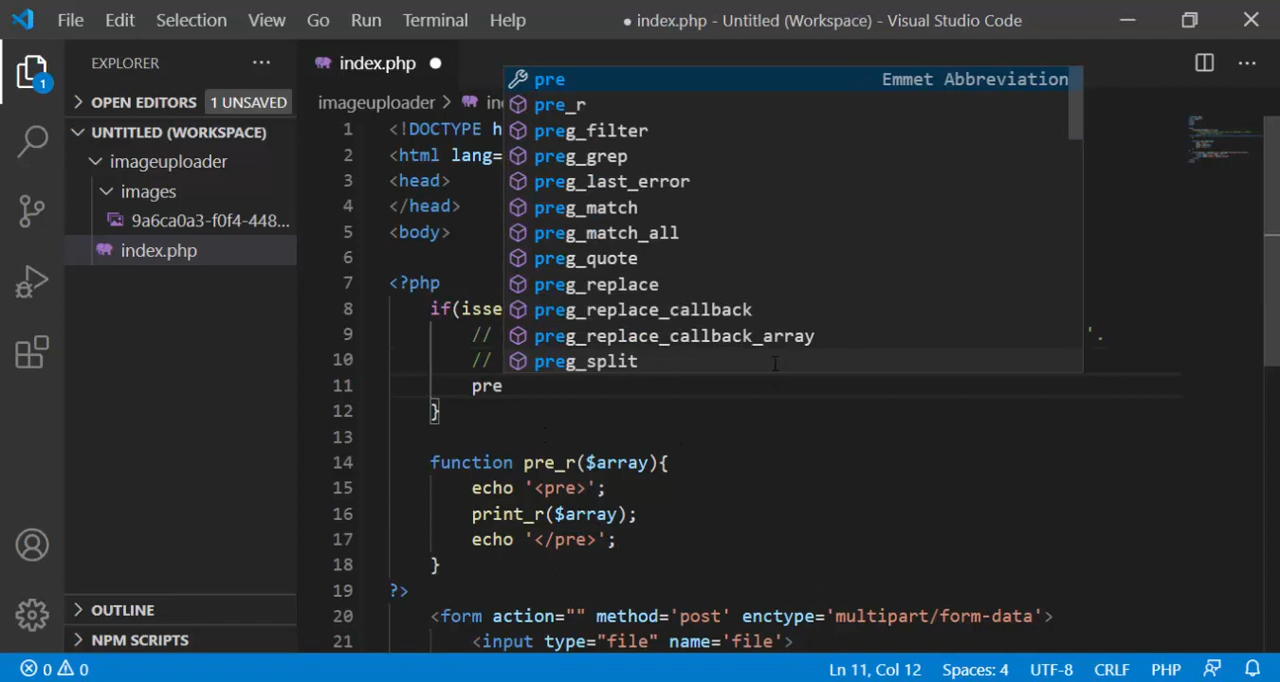 File Edit Selection View Go Run Terminal Help ● index.php - Untitled (Workspace) - Visual Studio Code
EXPLORER
1
OPEN EDITORS 1 UNSAVED
UNTITLED (WORKSPACE)
imageuploader
images
9a6ca0a3-f0f4-448...
index.php
OUTLINE
NPM SCRIPTS
index.php ●
imageuploader > ind
pre Emmet Abbreviation
pre_r
preg_filter
preg_grep
preg_last_error
preg_match
preg_match_all
preg_quote
preg_replace
preg_replace_callback
preg_replace_callback_array
preg_split
1 <!DOCTYPE h
2 <html lang=
3 <head>
4 </head>
5 <body>
6
7 <?php
8 if(isse
9 // '.
10 //
11 pre
12 }
13
14 function pre_r($array){
15 echo '<pre>';
16 print_r($array);
17 echo '</pre>';
18 }
19 ?>
20 <form action="" method='post' enctype='multipart/form-data'>
21 <input type="file" name='file'>
0 0 Ln 11, Col 12 Spaces: 4 UTF-8 CRLF PHP